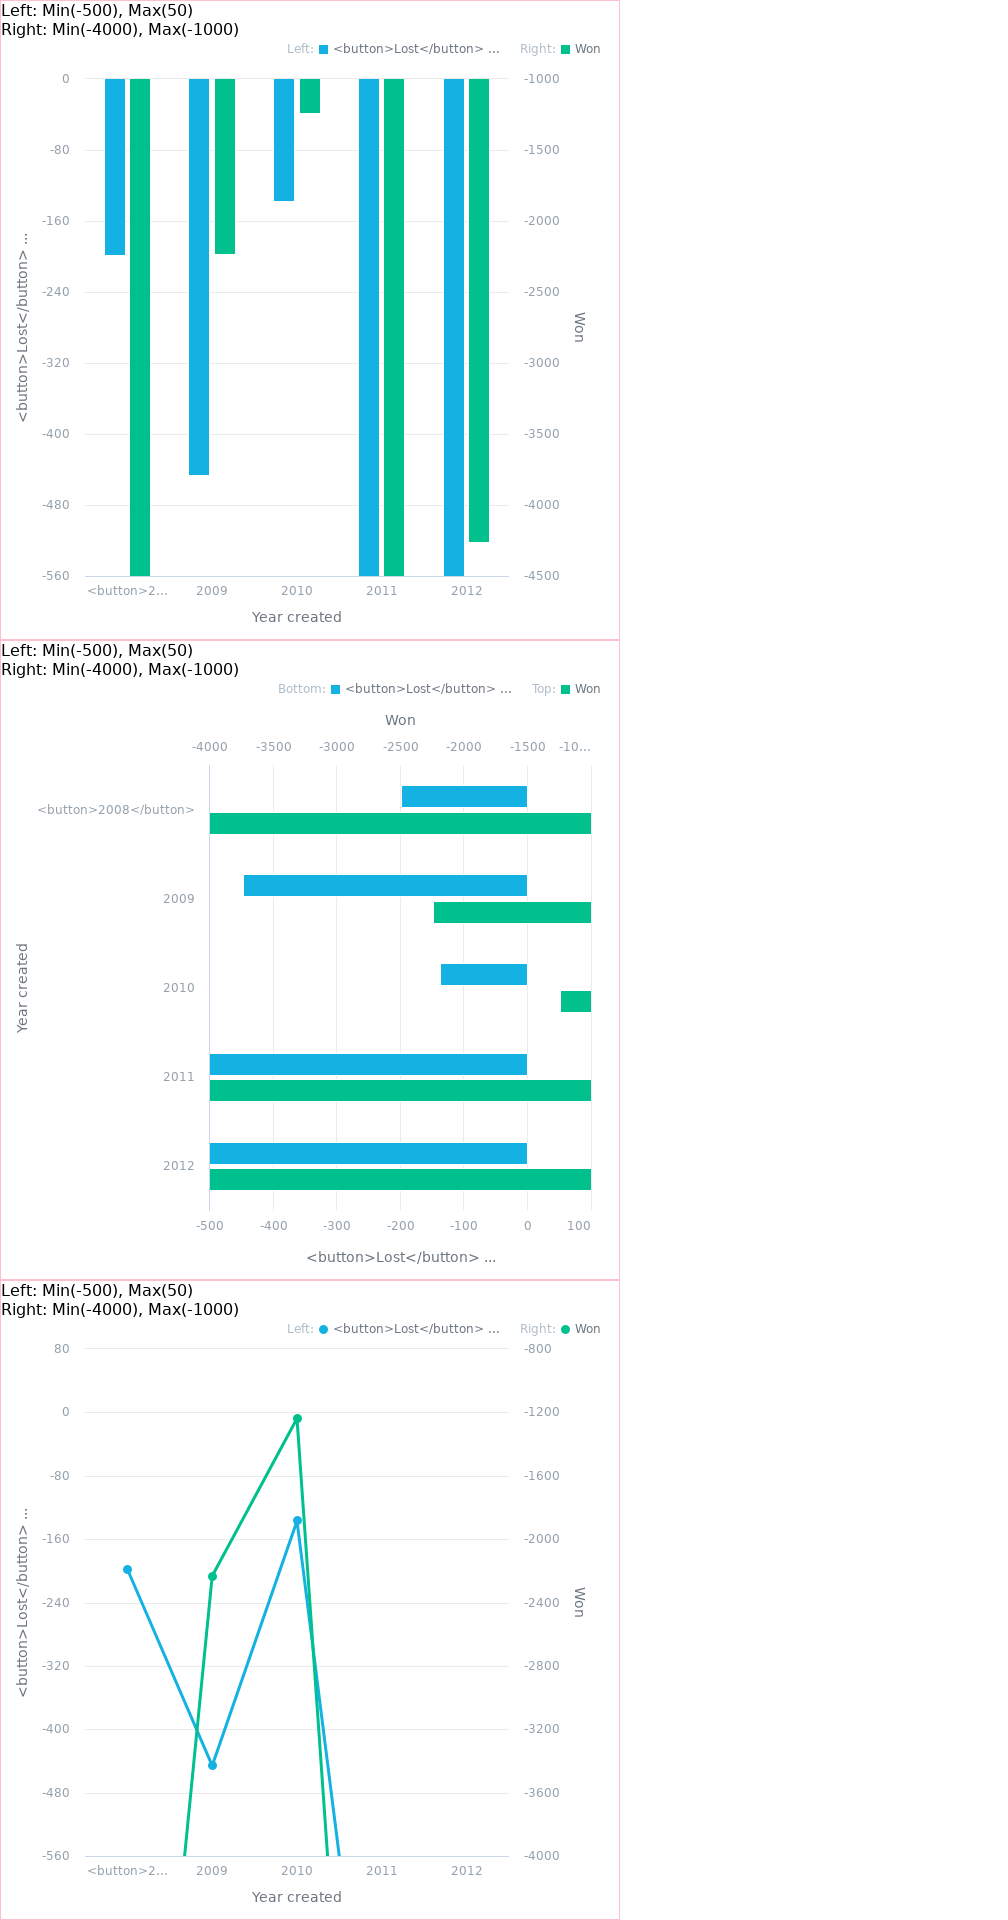 Left: Min(-500), Max(50)
Right: Min(-4000), Max(-1000)
Left: <button>Lost</button> ... Right: Won
0 -1000
-80 -1500
-160 -2000
-240 -2500
-320 -3000
-400 -3500
-480 -4000
-560 -4500
<button>Lost</button> ...
Won
<button>2... 2009 2010 2011 2012
Year created
Left: Min(-500), Max(50)
Right: Min(-4000), Max(-1000)
Bottom: <button>Lost</button> ... Top: Won
Won
-4000 -3500 -3000 -2500 -2000 -1500 -10...
<button>2008</button>
2009
2010
2011
2012
Year created
-500 -400 -300 -200 -100 0 100
<button>Lost</button> ...
Left: Min(-500), Max(50)
Right: Min(-4000), Max(-1000)
Left: <button>Lost</button> ... Right: Won
80 -800
0 -1200
-80 -1600
-160 -2000
-240 -2400
-320 -2800
-400 -3200
-480 -3600
-560 -4000
<button>Lost</button> ...
Won
<button>2... 2009 2010 2011 2012
Year created